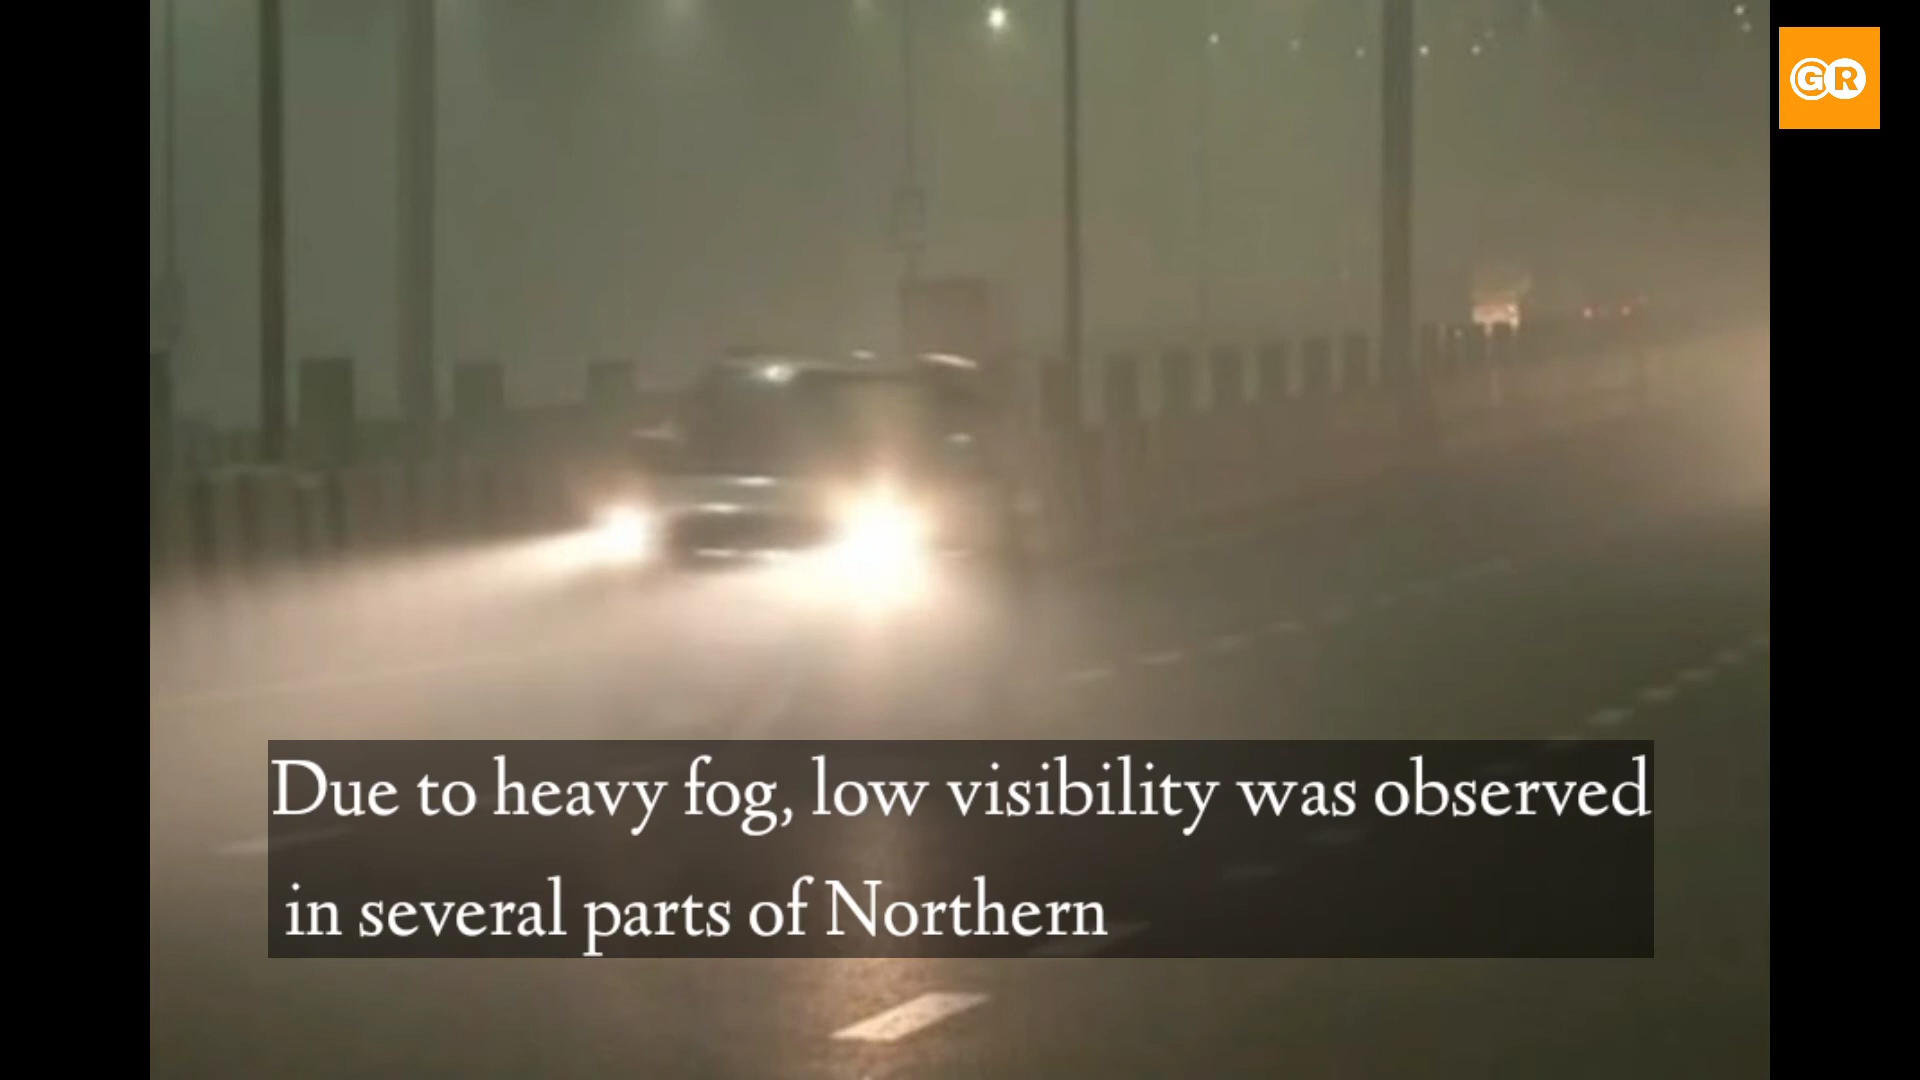 GR
Due to heavy fog, low visibility was observed
in several parts of Northern